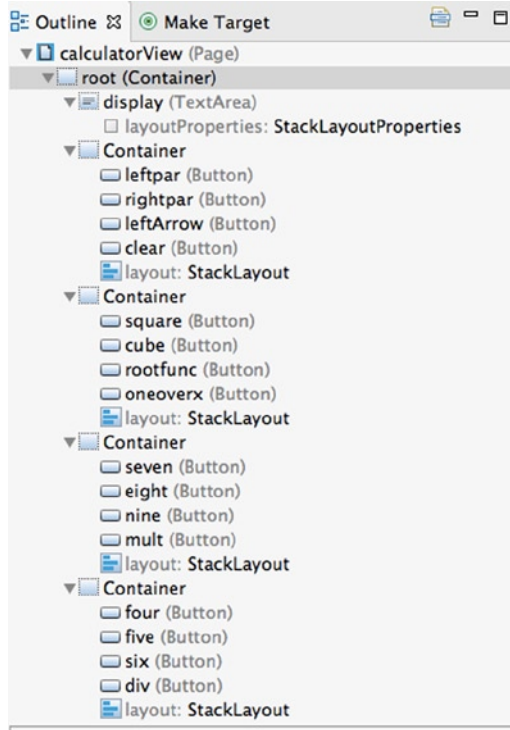 Outline Make Target
calculatorView (Page)
root (Container)
display (TextArea)
layoutProperties: StackLayoutProperties
Container
leftpar (Button)
rightpar (Button)
leftArrow (Button)
clear (Button)
layout: StackLayout
Container
square (Button)
cube (Button)
rootfunc (Button)
oneoverx (Button)
layout: StackLayout
Container
seven (Button)
eight (Button)
nine (Button)
mult (Button)
layout: StackLayout
Container
four (Button)
five (Button)
six (Button)
div (Button)
layout: StackLayout